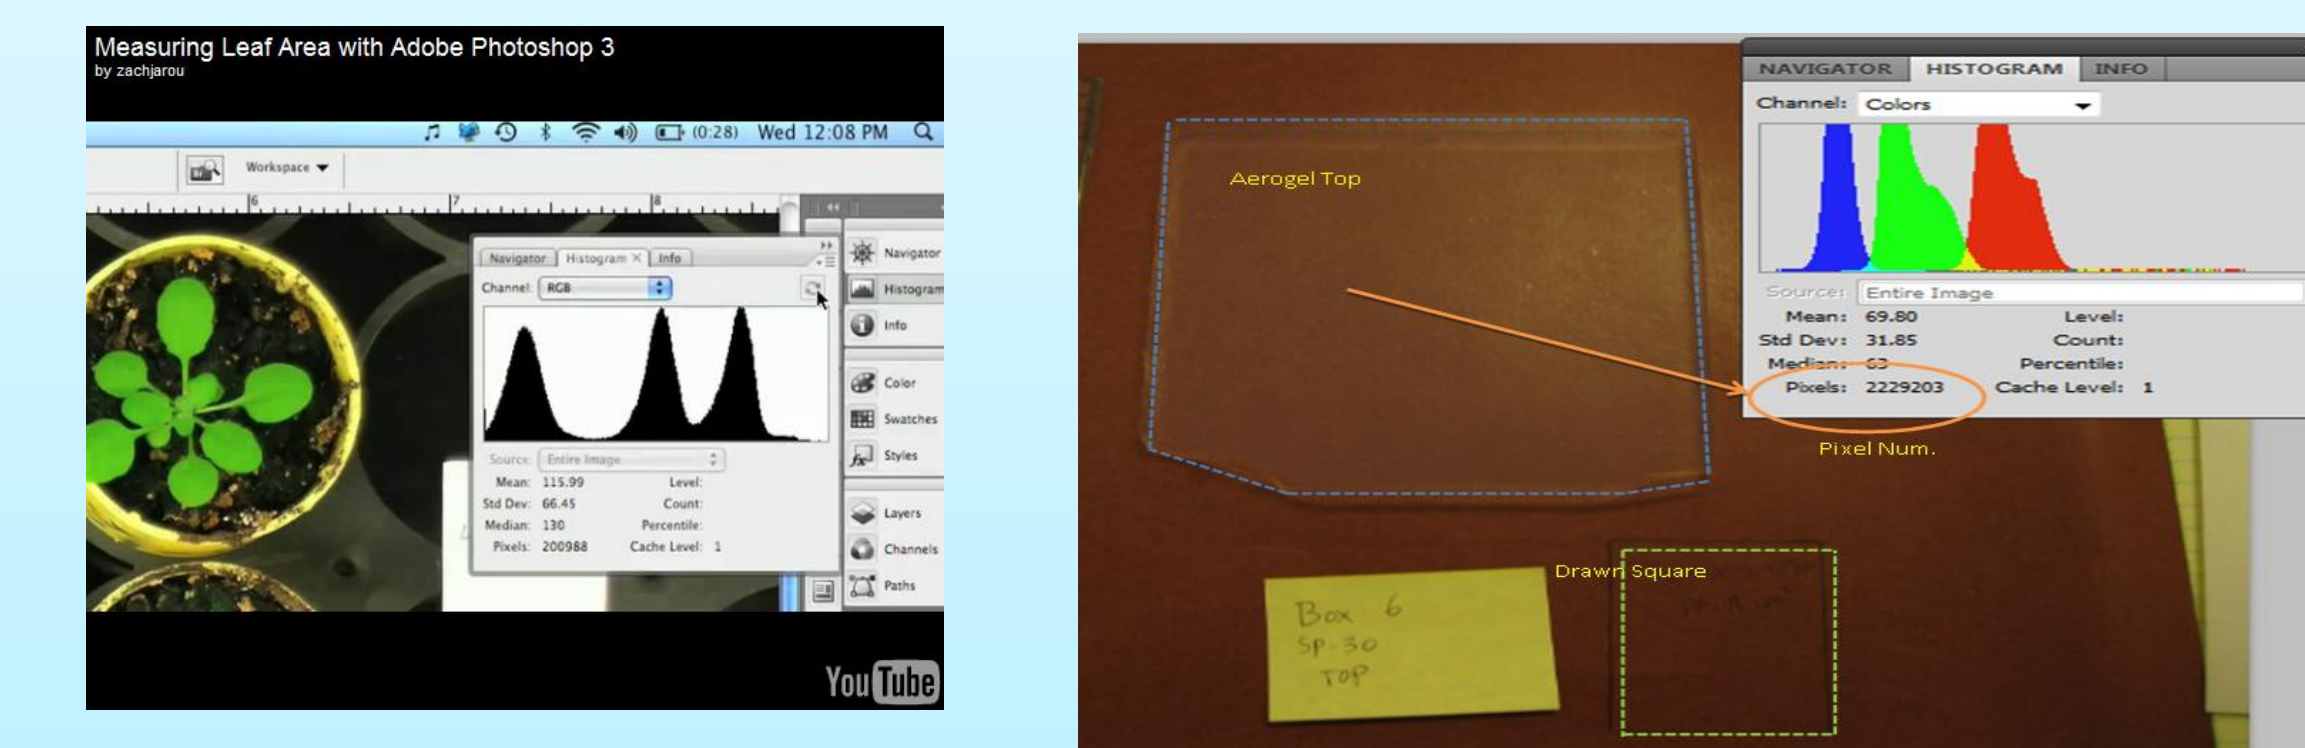 Measuring Leaf Area with Adobe Photoshop 3
by zachjarou
(0:28) Wed 12:08 PM
Workspace
6 7 8
Navigator Histogram Info
Channel: RGB
Source: Entire Image
Mean: 115.99 Level:
Std Dev: 66.45 Count:
Median: 130 Percentile:
Pixels: 200988 Cache Level: 1
Navigator
Histogram
Info
Color
Swatches
Styles
Layers
Channels
Paths
YouTube
Aerogel Top
NAVIGATOR HISTOGRAM INFO
Channel: Colors
Source: Entire Image
Mean: 69.80 Level:
Std Dev: 31.85 Count:
Median: 63 Percentile:
Pixels: 2229203 Cache Level: 1
Pixel Num.
Drawn Square
Box 6
SP-30
TOP